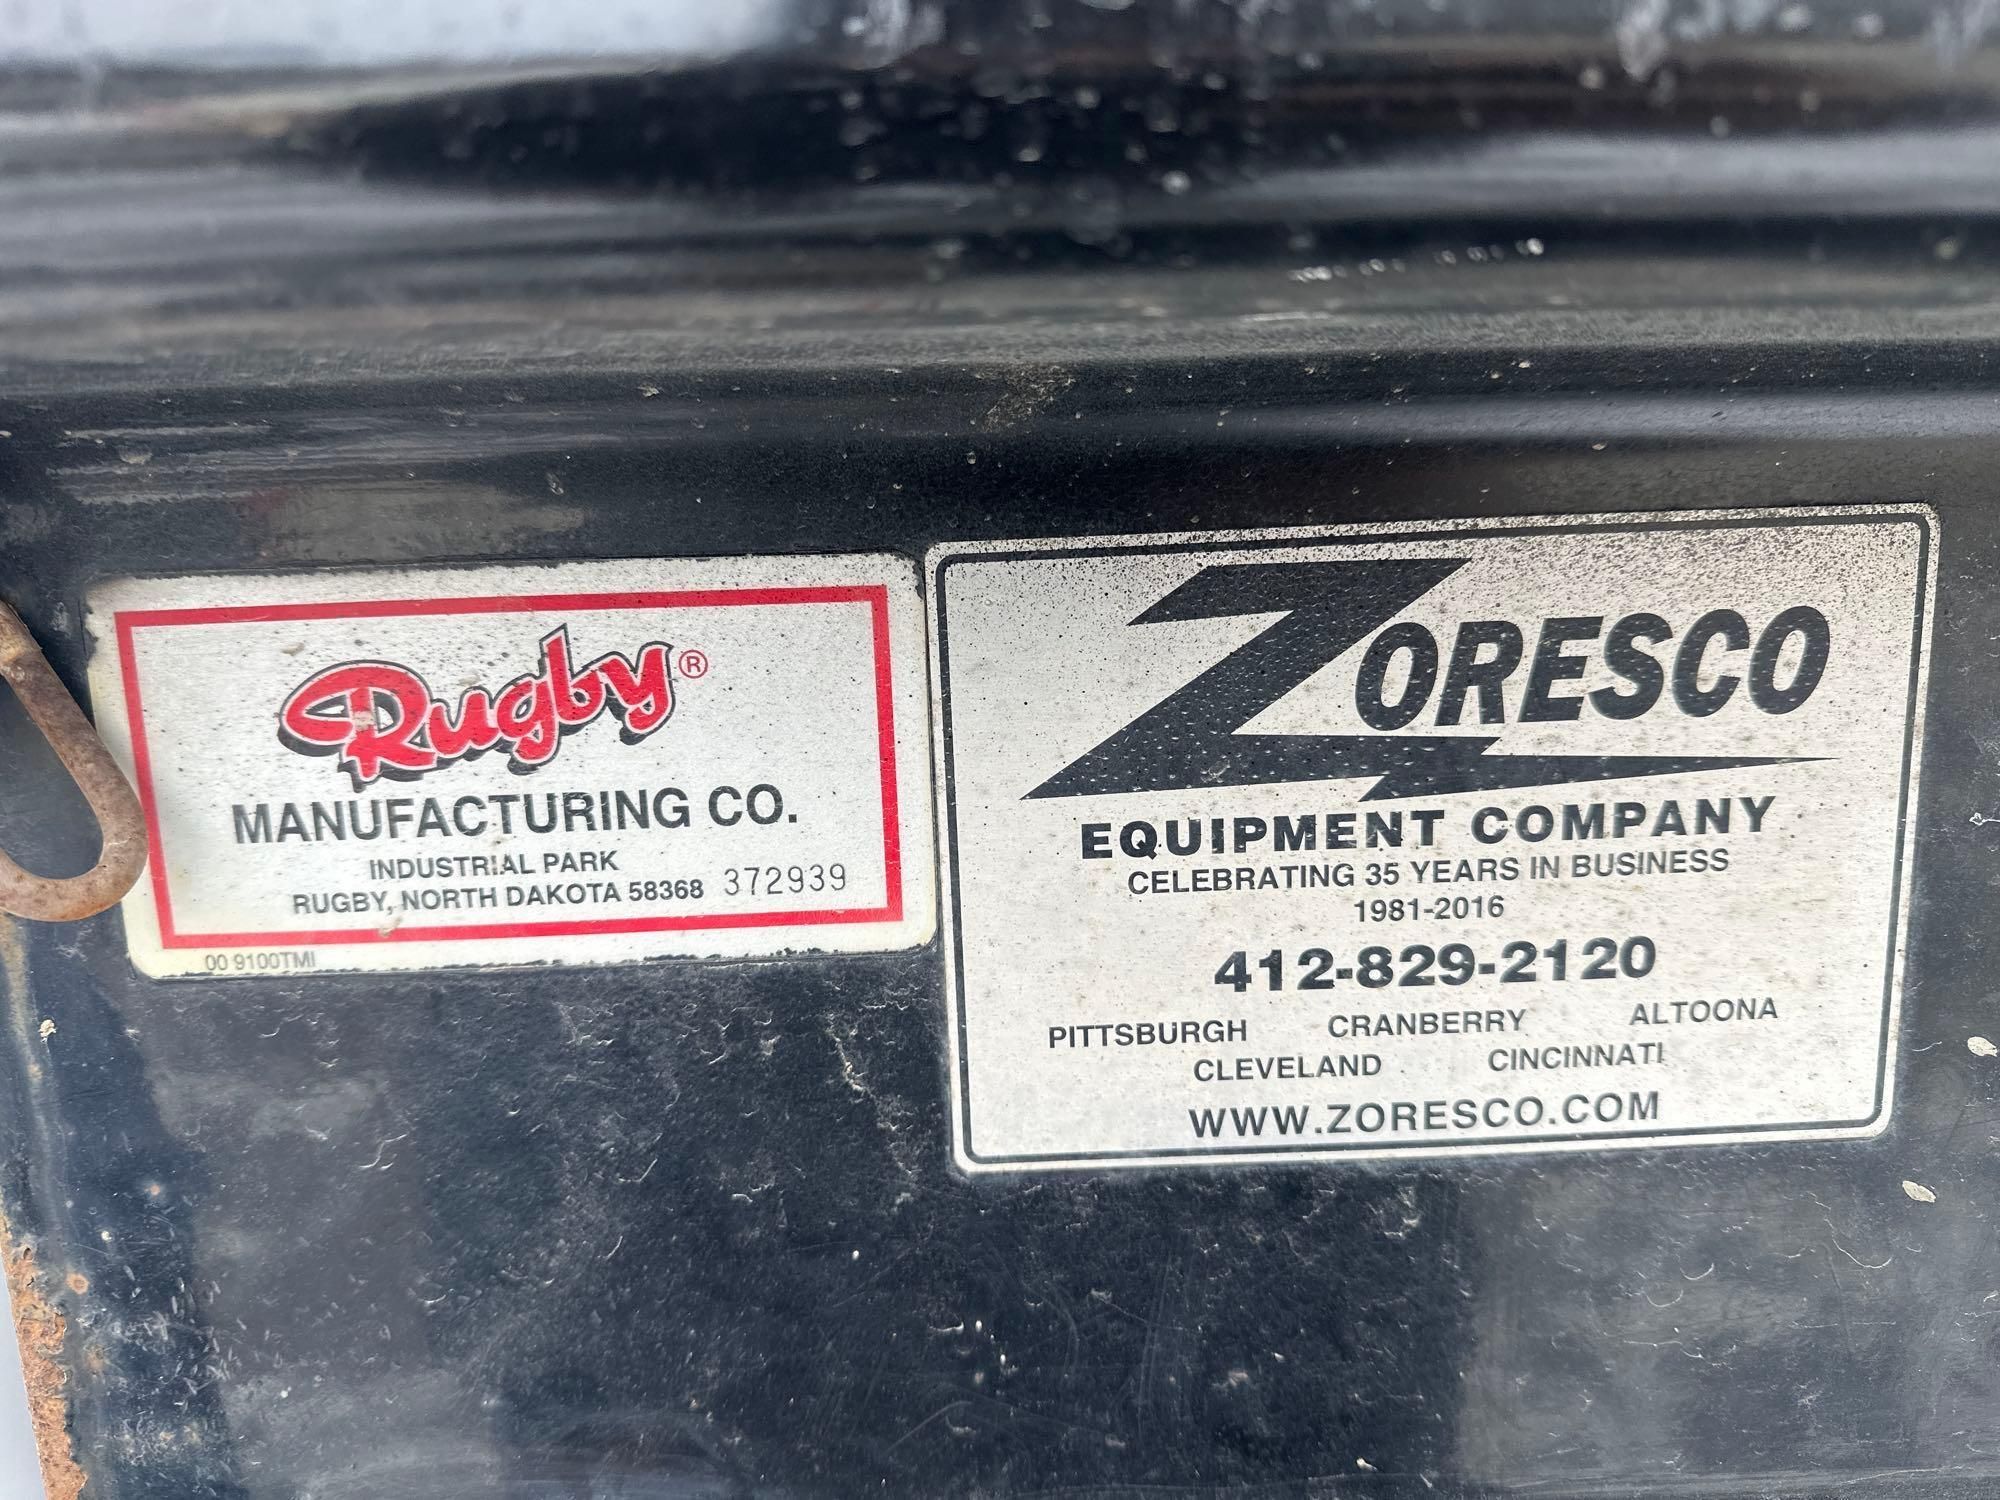 Rugby®
MANUFACTURING CO.
INDUSTRIAL PARK
RUGBY, NORTH DAKOTA 58368 372939
00 9100TMI
ZORESCO
EQUIPMENT COMPANY
CELEBRATING 35 YEARS IN BUSINESS
1981-2016
412-829-2120
PITTSBURGH CRANBERRY ALTOONA
CLEVELAND CINCINNATI
WWW.ZORESCO.COM